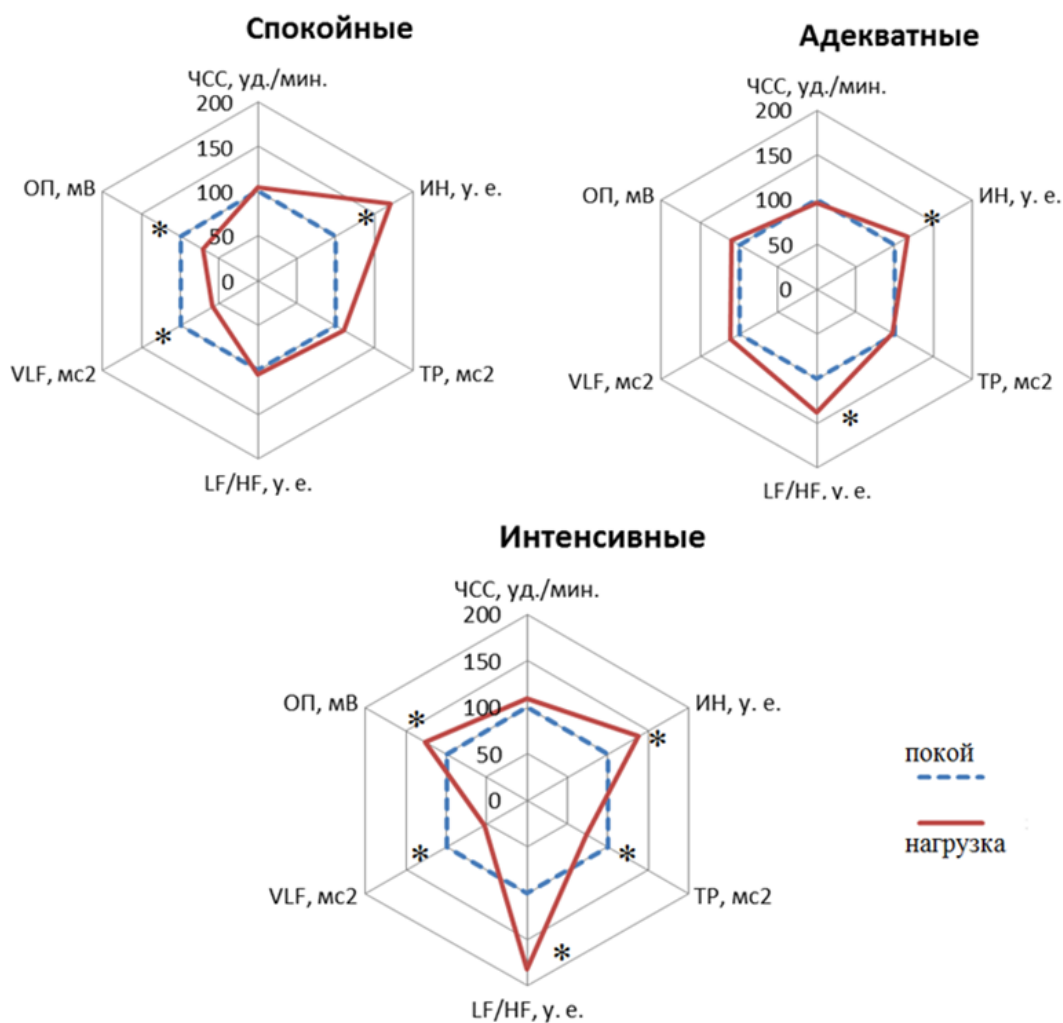 Спокойные
ЧСС, уд./мин.
200
150
100
50
0
ОП, мВ
ИН, у. е.
*
*
*
VLF, мс2
TP, мс2
LF/HF, у. е.
Адекватные
ЧСС, уд./мин.
200
150
100
50
0
ОП, мВ
ИН, у. е.
*
VLF, мс2
TP, мс2
*
LF/HF, у. е.
Интенсивные
ЧСС, уд./мин.
200
150
100
50
0
ОП, мВ
ИН, у. е.
*
*
*
*
VLF, мс2
TP, мс2
*
LF/HF, у. е.
покой
нагрузка